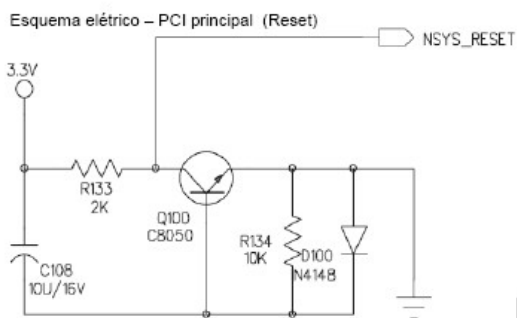 Esquema elétrico – PCI principal (Reset)
NSYS_RESET
3.3V
R133
2K
Q100
C8050
R134
10K
D100
N4148
C108
10U/16V